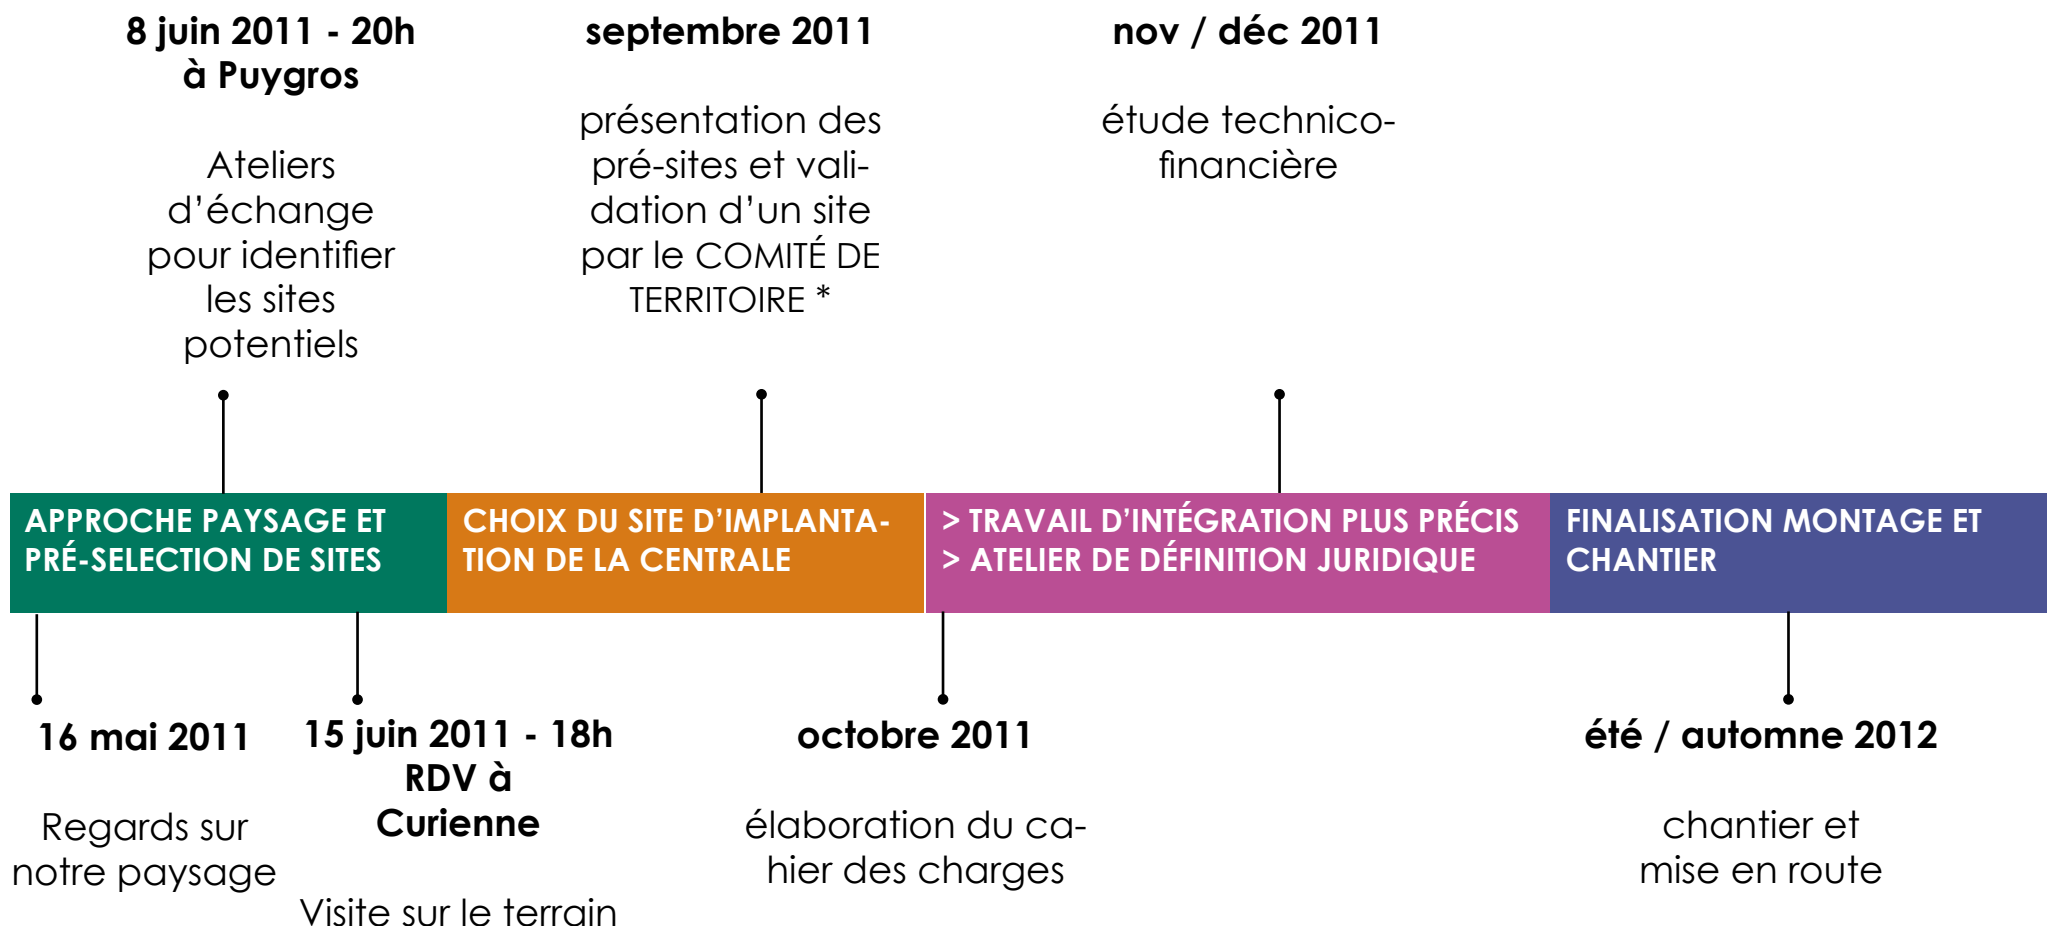 8 juin 2011 - 20h
à Puygros
Ateliers
d’échange
pour identifier
les sites
potentiels
septembre 2011
présentation des
pré-sites et vali-
dation d’un site
par le COMITÉ DE
TERRITOIRE *
nov / déc 2011
étude technico-
financière
APPROCHE PAYSAGE ET
PRÉ-SELECTION DE SITES
CHOIX DU SITE D’IMPLANTA-
TION DE LA CENTRALE
> TRAVAIL D’INTÉGRATION PLUS PRÉCIS
> ATELIER DE DÉFINITION JURIDIQUE
FINALISATION MONTAGE ET
CHANTIER
16 mai 2011
Regards sur
notre paysage
15 juin 2011 - 18h
RDV à
Curienne
Visite sur le terrain
octobre 2011
élaboration du ca-
hier des charges
été / automne 2012
chantier et
mise en route